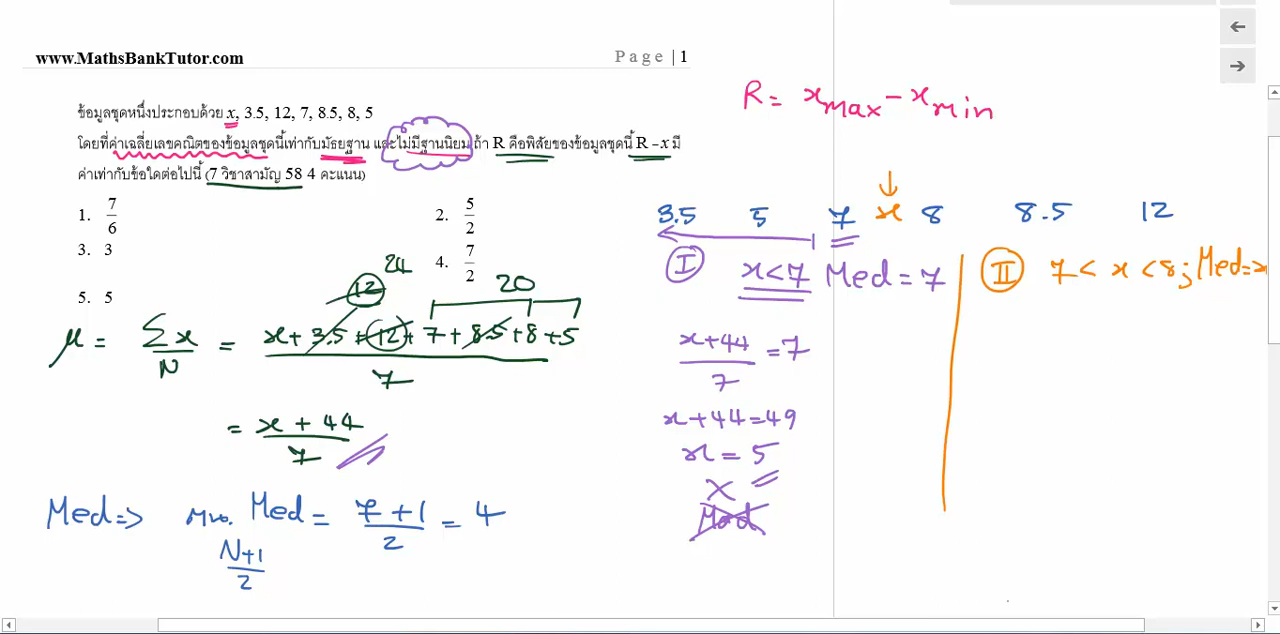 www.MathsBankTutor.com
Page | 1
ข้อมูลชุดหนึ่งประกอบด้วย x, 3.5, 12, 7, 8.5, 8, 5
โดยที่ค่าเฉลี่ยเลขคณิตของข้อมูลชุดนี้เท่ากับมัธยฐาน และไม่มีฐานนิยม ถ้า R คือพิสัยของข้อมูลชุดนี้ R – x มี
ค่าเท่ากับข้อใดต่อไปนี้ (7 วิชาสามัญ 58 4 คะแนน)
1. 7/6
2. 5/2
3. 3
4. 7/2
5. 5
24
12
20
μ = Σx/N = (x + 3.5 + 12 + 7 + 8.5 + 8 + 5)/7
= (x + 44)/7
Med => Med = (7+1)/2 = 4
(N+1)/2
R = xmax – xmin
3.5 5 7 x 8 8.5 12
I x < 7 Med = 7
(x+44)/7 = 7
x + 44 = 49
x = 5
X
Mod
II 7 < x < 8; Med = x